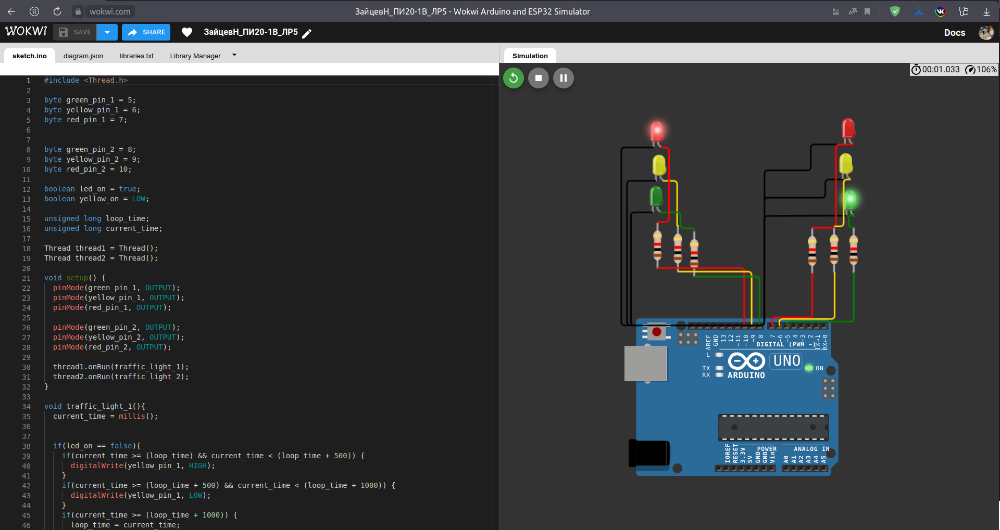 wokwi.com
ЗайцевН_ПИ20-1В_ЛР5 - Wokwi Arduino and ESP32 Simulator
WOKWI
SAVE
SHARE
ЗайцевН_ПИ20-1В_ЛР5
Docs
sketch.ino
diagram.json
libraries.txt
Library Manager
Simulation
00:01.033
106%
1 #include <Thread.h>
2
3 byte green_pin_1 = 5;
4 byte yellow_pin_1 = 6;
5 byte red_pin_1 = 7;
6
7
8 byte green_pin_2 = 8;
9 byte yellow_pin_2 = 9;
10 byte red_pin_2 = 10;
11
12 boolean led_on = true;
13 boolean yellow_on = LOW;
14
15 unsigned long loop_time;
16 unsigned long current_time;
17
18 Thread thread1 = Thread();
19 Thread thread2 = Thread();
20
21 void setup() {
22 pinMode(green_pin_1, OUTPUT);
23 pinMode(yellow_pin_1, OUTPUT);
24 pinMode(red_pin_1, OUTPUT);
25
26 pinMode(green_pin_2, OUTPUT);
27 pinMode(yellow_pin_2, OUTPUT);
28 pinMode(red_pin_2, OUTPUT);
29
30 thread1.onRun(traffic_light_1);
31 thread2.onRun(traffic_light_2);
32 }
33
34 void traffic_light_1(){
35 current_time = millis();
36
37
38 if(led_on == false){
39 if(current_time >= (loop_time) && current_time < (loop_time + 500)) {
40 digitalWrite(yellow_pin_1, HIGH);
41 }
42 if(current_time >= (loop_time + 500) && current_time < (loop_time + 1000)) {
43 digitalWrite(yellow_pin_1, LOW);
44 }
45 if(current_time >= (loop_time + 1000)) {
46 loop_time = current_time;
AREF
GND
13
12
~11
~10
~9
8
7
~6
~5
4
~3
2
TX→1
RX←0
DIGITAL (PWM ~)
L
TX
RX
UNO
ARDUINO
ON
IOREF
RESET
3.3V
5V
GND
GND
Vin
POWER
ANALOG IN
A0
A1
A2
A3
A4
A5